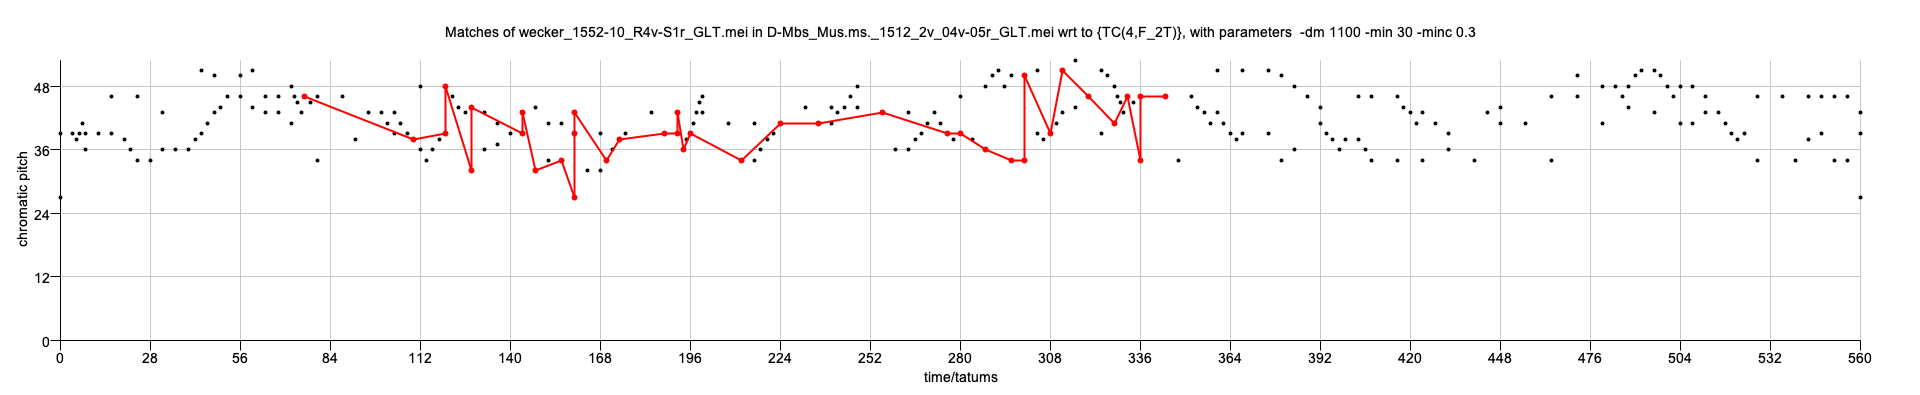 Matches of wecker_1552-10_R4v-S1r_GLT.mei in D-Mbs_Mus.ms._1512_2v_04v-05r_GLT.mei wrt to {TC(4,F_2T)}, with parameters  -dm 1100 -min 30 -minc 0.3
chromatic pitch
48
36
24
12
0
0 28 56 84 112 140 168 196 224 252 280 308 336 364 392 420 448 476 504 532 560
time/tatums